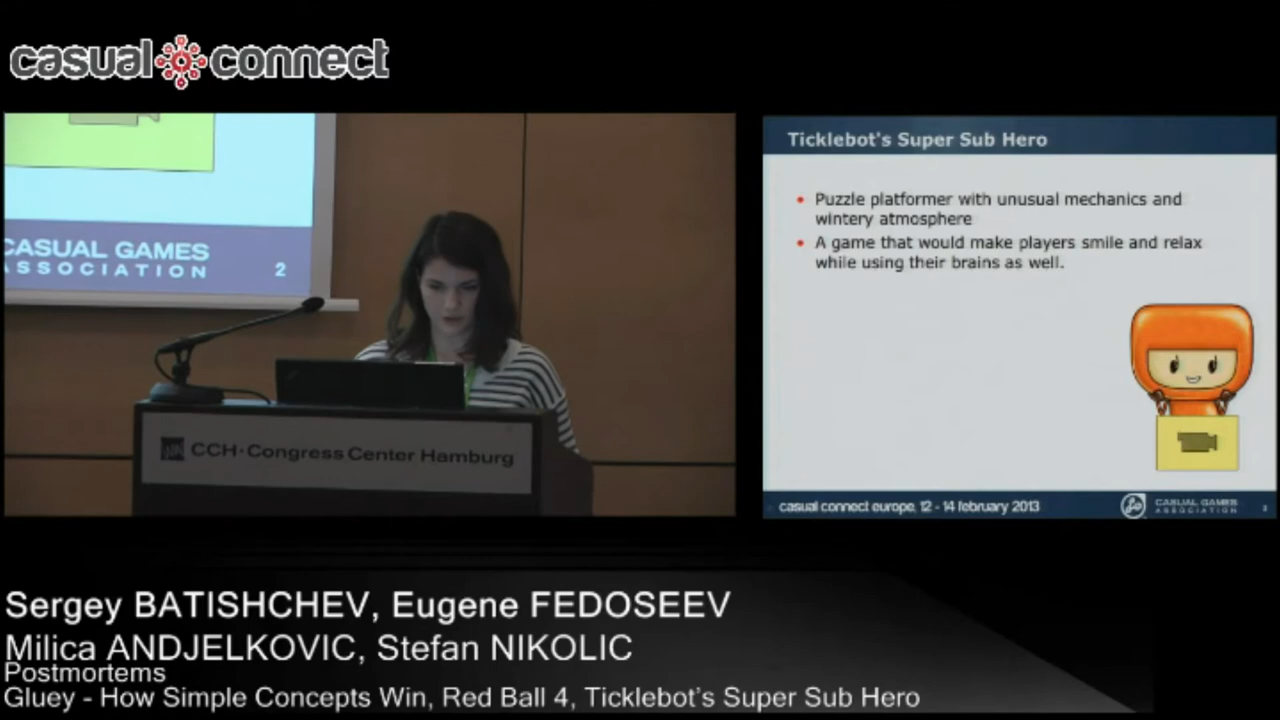 casual connect
CASUAL GAMES
ASSOCIATION
2
CCH·Congress Center Hamburg
Ticklebot's Super Sub Hero
• Puzzle platformer with unusual mechanics and
wintery atmosphere
• A game that would make players smile and relax
while using their brains as well.
casual connect europe, 12 - 14 february 2013
CASUAL GAMES
ASSOCIATION
Sergey BATISHCHEV, Eugene FEDOSEEV
Milica ANDJELKOVIC, Stefan NIKOLIC
Postmortems
Gluey - How Simple Concepts Win, Red Ball 4, Ticklebot's Super Sub Hero